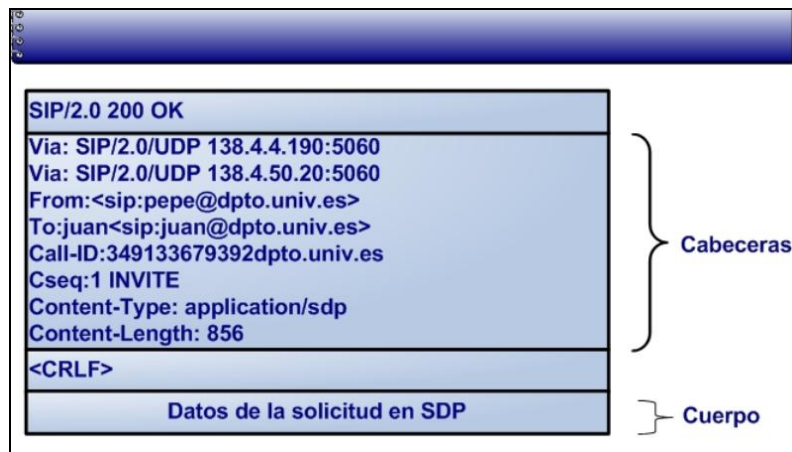 SIP/2.0 200 OK
Via: SIP/2.0/UDP 138.4.4.190:5060
Via: SIP/2.0/UDP 138.4.50.20:5060
From:<sip:pepe@dpto.univ.es>
To:juan<sip:juan@dpto.univ.es>
Call-ID:349133679392dpto.univ.es
Cseq:1 INVITE
Content-Type: application/sdp
Content-Length: 856
Cabeceras
<CRLF>
Datos de la solicitud en SDP
Cuerpo